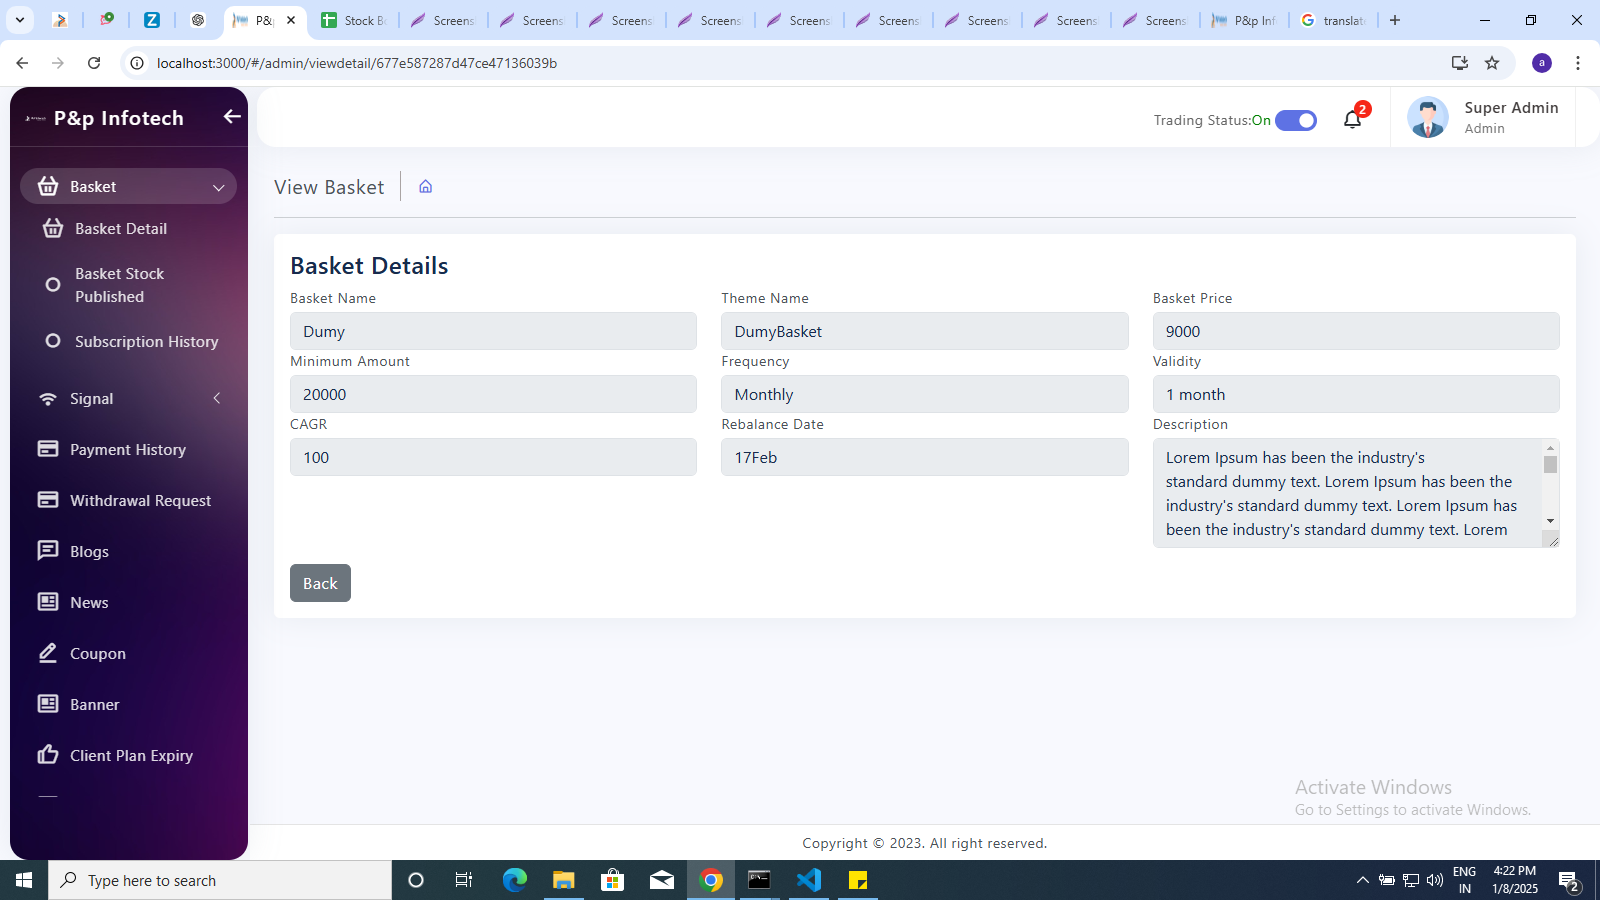 P&p
Stock Bo
Screens
Screens
Screens
Screens
Screens
Screens
Screens
Screens
Screens
P&p Inf
translate
localhost:3000/#/admin/viewdetail/677e587287d47ce47136039b
a
P&p Infotech
Trading Status:On
2
Super Admin
Admin
Basket
Basket Detail
Basket Stock
Published
Subscription History
Signal
Payment History
Withdrawal Request
Blogs
News
Coupon
Banner
Client Plan Expiry
View Basket
Basket Details
Basket Name
Theme Name
Basket Price
Dumy
DumyBasket
9000
Minimum Amount
Frequency
Validity
20000
Monthly
1 month
CAGR
Rebalance Date
Description
100
17Feb
Lorem Ipsum has been the industry's
standard dummy text. Lorem Ipsum has been the
industry's standard dummy text. Lorem Ipsum has
been the industry's standard dummy text. Lorem
Back
Activate Windows
Go to Settings to activate Windows.
Copyright © 2023. All right reserved.
Type here to search
ENG
IN
4:22 PM
1/8/2025
2